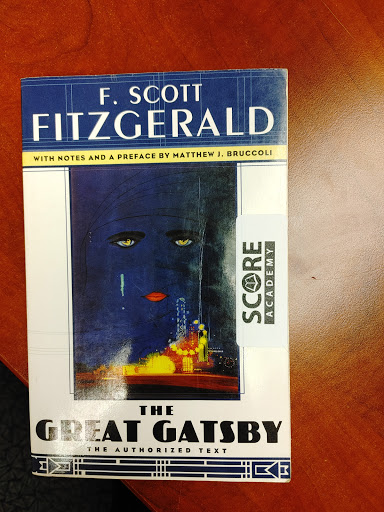 F. SCOTT
FITZGERALD
WITH NOTES AND A PREFACE BY MATTHEW J. BRUCCOLI
SCORE
ACADEMY
THE
GREAT GATSBY
THE AUTHORIZED TEXT